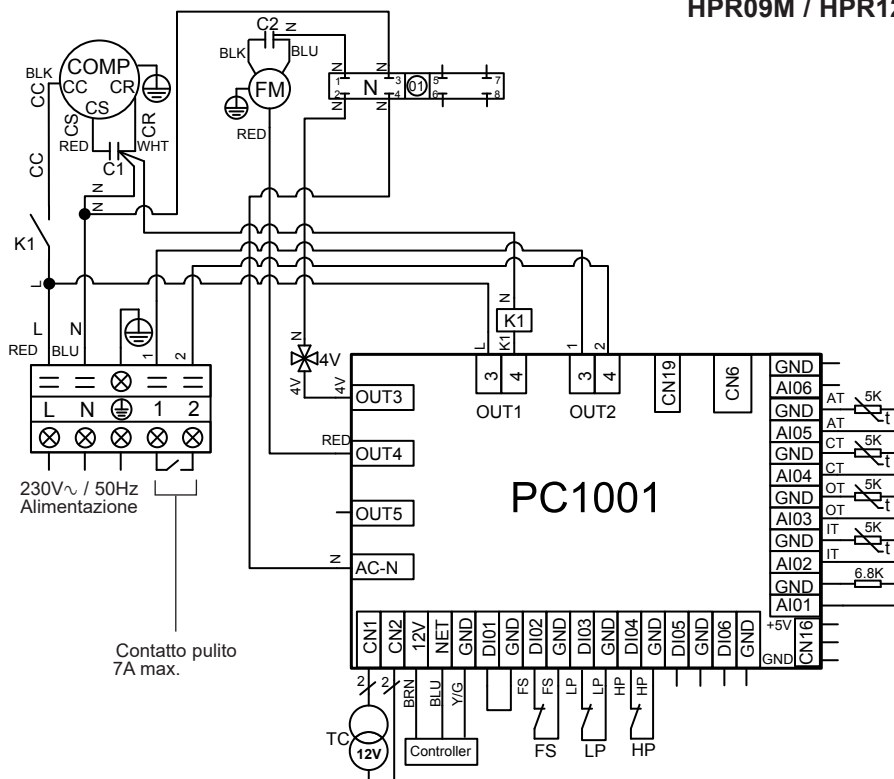 HPR09M / HPR12
C2 N
BLK BLU
FM
RED
N N
1 3 5 7
N 01
2 4 6 8
N N
BLK COMP
CC CR
CS
CC
CS CR
RED WHT
C1
CC
N
N
K1
L
L N
RED BLU
1 2
L N 1 2
230V~ / 50Hz
Alimentazione
Contatto pulito
7A max.
N
4V
4V 4V
N
K1
L K1 1 2
3 4 3 4
OUT1 OUT2
CN19 CN6
OUT3
RED
OUT4
OUT5
N
AC-N
PC1001
GND
AI06
GND AT 5K
t
AI05 AT
GND CT 5K
t
AI04 CT
GND OT 5K
t
AI03 OT
GND IT 5K
t
AI02 IT
GND 6.8K
AI01
+5V
CN16
GND
CN1 CN2 12V NET GND DI01 GND DI02 GND DI03 GND DI04 GND DI05 GND DI06 GND
2 2 BRN BLU Y/G FS FS LP LP HP HP
TC
12V
Controller
FS LP HP